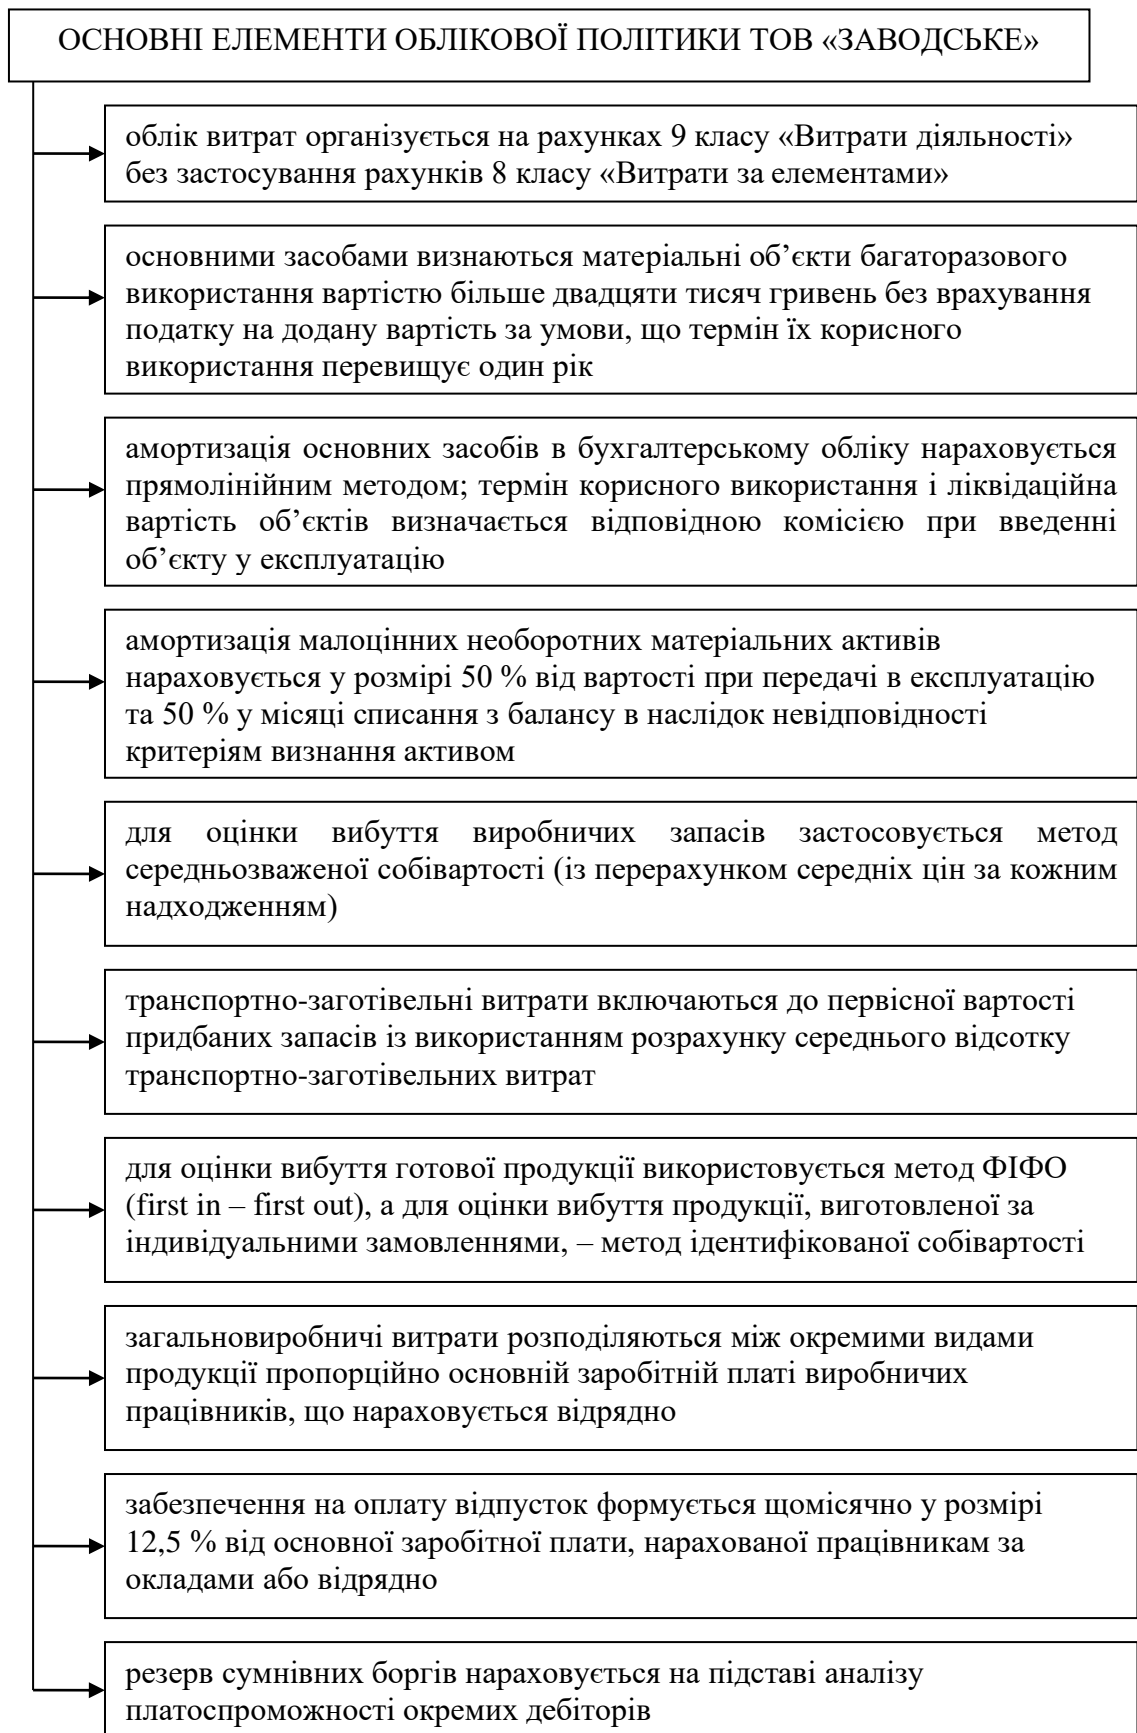 ОСНОВНІ ЕЛЕМЕНТИ ОБЛІКОВОЇ ПОЛІТИКИ ТОВ «ЗАВОДСЬКЕ»
облік витрат організується на рахунках 9 класу «Витрати діяльності»
без застосування рахунків 8 класу «Витрати за елементами»
основними засобами визнаються матеріальні об’єкти багаторазового
використання вартістю більше двадцяти тисяч гривень без врахування
податку на додану вартість за умови, що термін їх корисного
використання перевищує один рік
амортизація основних засобів в бухгалтерському обліку нараховується
прямолінійним методом; термін корисного використання і ліквідаційна
вартість об’єктів визначається відповідною комісією при введенні
об’єкту у експлуатацію
амортизація малоцінних необоротних матеріальних активів
нараховується у розмірі 50 % від вартості при передачі в експлуатацію
та 50 % у місяці списання з балансу в наслідок невідповідності
критеріям визнання активом
для оцінки вибуття виробничих запасів застосовується метод
середньозваженої собівартості (із перерахунком середніх цін за кожним
надходженням)
транспортно-заготівельні витрати включаються до первісної вартості
придбаних запасів із використанням розрахунку середнього відсотку
транспортно-заготівельних витрат
для оцінки вибуття готової продукції використовується метод ФІФО
(first in – first out), а для оцінки вибуття продукції, виготовленої за
індивідуальними замовленнями, – метод ідентифікованої собівартості
загальновиробничі витрати розподіляються між окремими видами
продукції пропорційно основній заробітній платі виробничих
працівників, що нараховується відрядно
забезпечення на оплату відпусток формується щомісячно у розмірі
12,5 % від основної заробітної плати, нарахованої працівникам за
окладами або відрядно
резерв сумнівних боргів нараховується на підставі аналізу
платоспроможності окремих дебіторів